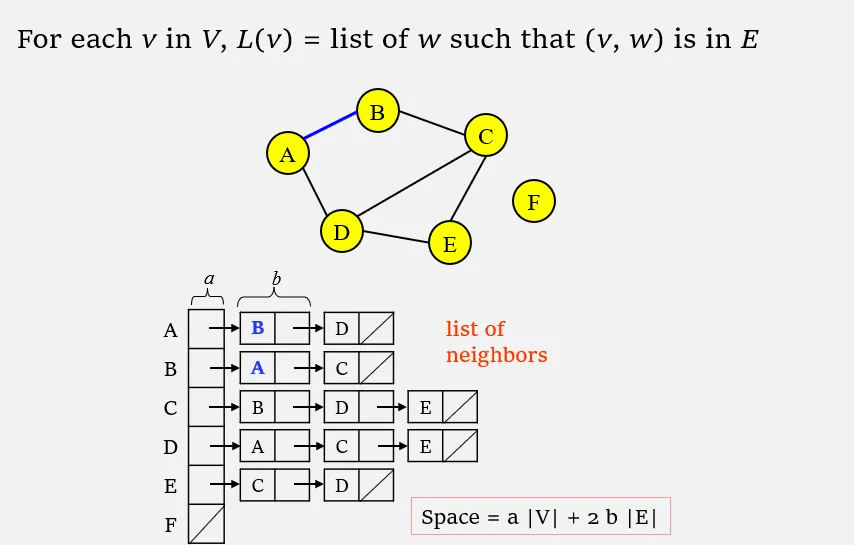 For each v in V, L(v) = list of w such that (v, w) is in E
B
C
A
F
D
E
a b
A B D
list of
neighbors
B A C
C B D E
D A C E
E C D
F
Space = a |V| + 2 b |E|